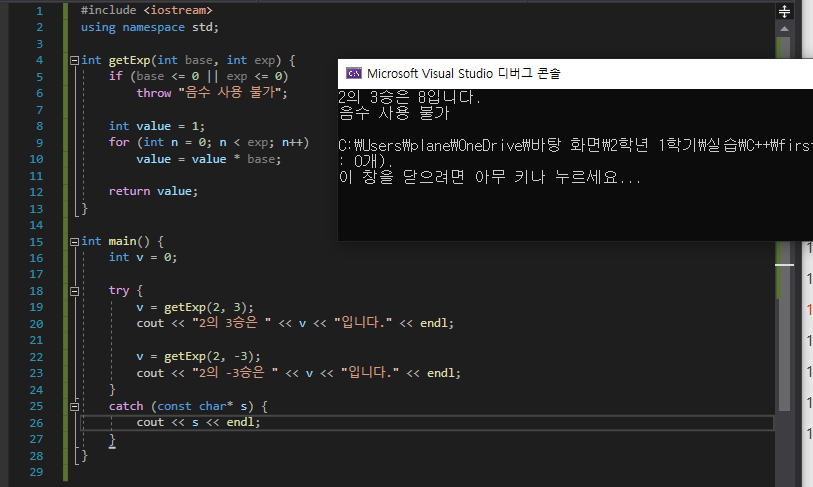 1 #include <iostream>
2 using namespace std;
3
4 int getExp(int base, int exp) {
5 if (base <= 0 || exp <= 0)
6 throw "음수 사용 불가";
7
8 int value = 1;
9 for (int n = 0; n < exp; n++)
10 value = value * base;
11
12 return value;
13 }
14
15 int main() {
16 int v = 0;
17
18 try {
19 v = getExp(2, 3);
20 cout << "2의 3승은 " << v << "입니다." << endl;
21
22 v = getExp(2, -3);
23 cout << "2의 -3승은 " << v << "입니다." << endl;
24 }
25 catch (const char* s) {
26 cout << s << endl;
27 }
28 }
29
Microsoft Visual Studio 디버그 콘솔
2의 3승은 8입니다.
음수 사용 불가
C:₩Users₩plane₩OneDrive₩바탕 화면₩2학년 1학기₩실습₩C++₩first
: 0개).
이 창을 닫으려면 아무 키나 누르세요...